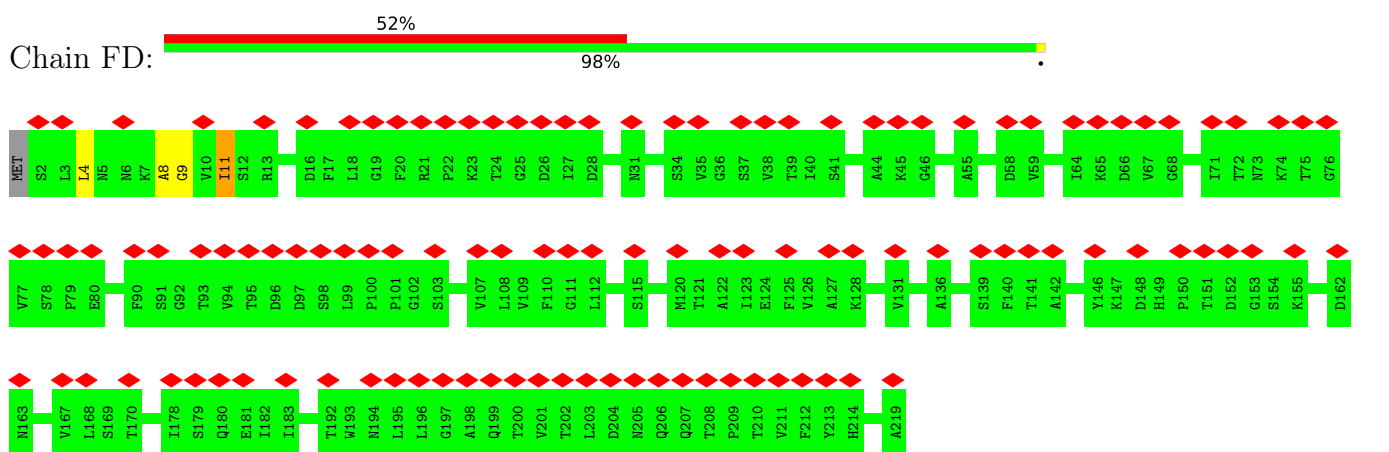 52%
Chain FD:
98%
.
MET S2 L3 L4 N5 N6 K7 A8 G9 V10 I11 S12 R13 D16 F17 L18 G19 F20 R21 P22 K23 T24 G25 D26 I27 D28 N31 S34 V35 G36 S37 V38 T39 I40 S41 A44 K45 G46 A55 D58 V59 I64 K65 D66 V67 G68 I71 T72 N73 K74 T75 G76
V77 S78 P79 E80 F90 S91 G92 T93 V94 T95 D96 D97 S98 L99 P100 P101 G102 S103 V107 L108 V109 F110 G111 L112 S115 M120 T121 A122 I123 E124 F125 V126 A127 K128 V131 A136 S139 F140 T141 A142 Y146 K147 D148 H149 P150 T151 D152 G153 S154 K155 D162
N163 V167 L168 S169 T170 I178 S179 Q180 E181 I182 I183 T192 W193 N194 L195 L196 G197 A198 Q199 T200 V201 T202 L203 D204 N205 Q206 Q207 T208 P209 T210 V211 F212 Y213 H214 A219